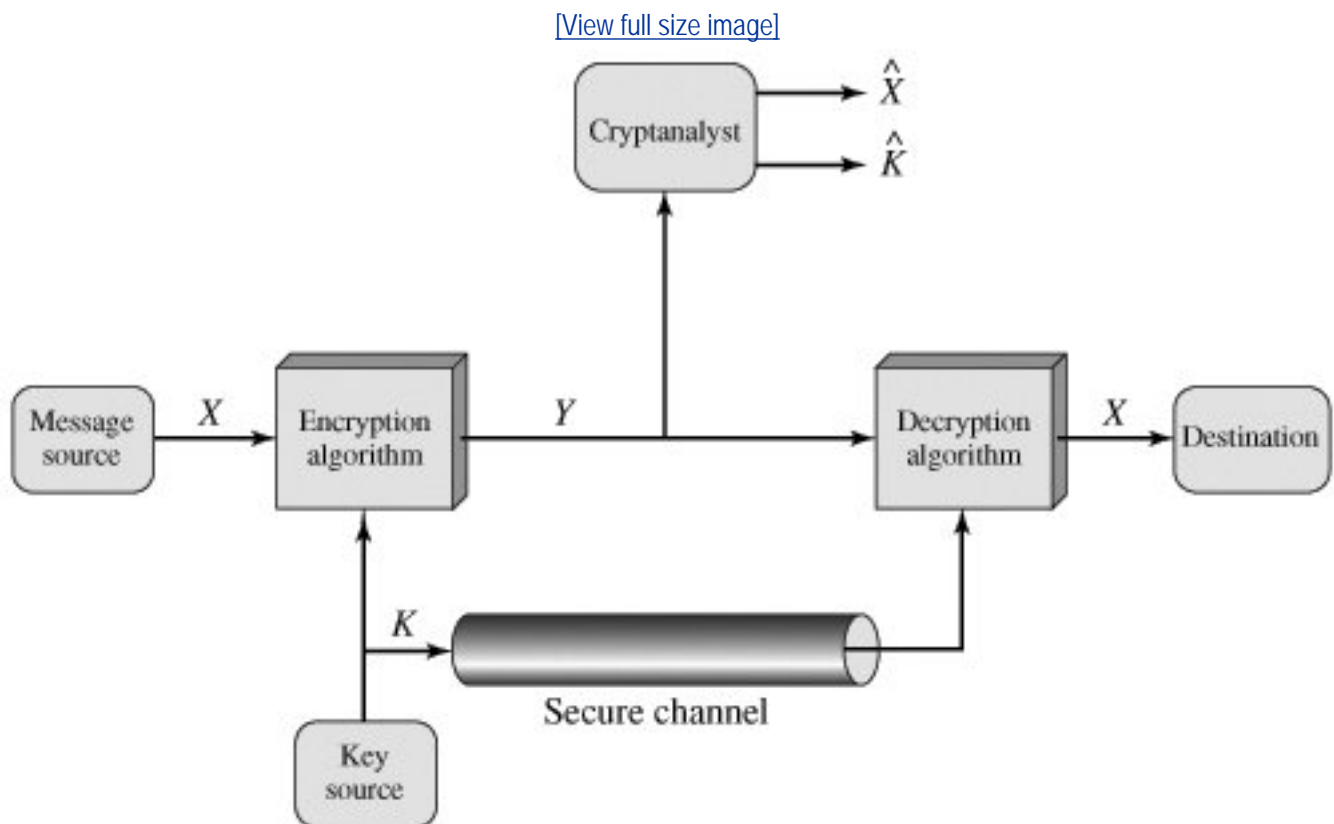 [View full size image]
X̂
Cryptanalyst
K̂
Message
source
X
Encryption
algorithm
Y
Decryption
algorithm
X
Destination
K
Secure channel
Key
source